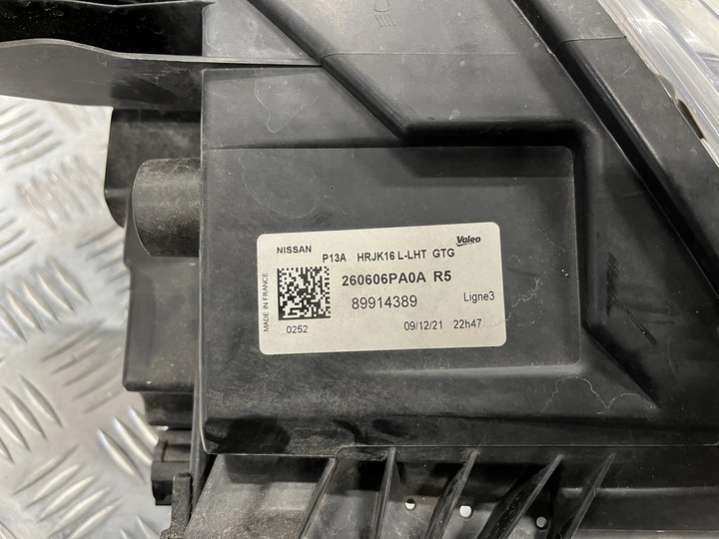 NISSAN
Valeo
P13A HRJK16 L-LHT GTG
MADE IN FRANCE
260606PA0A R5
89914389
Ligne3
0252
09/12/21 22h47